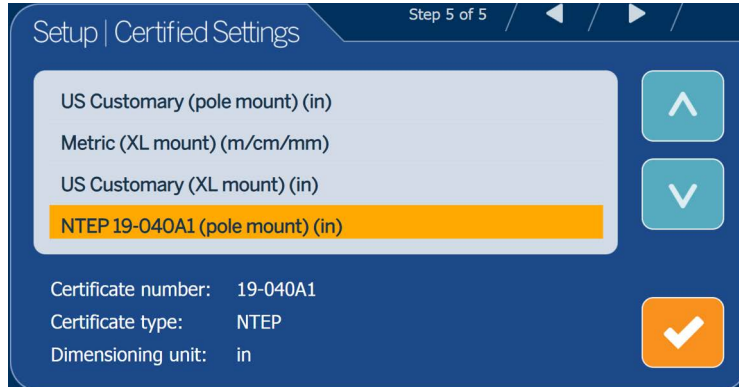 Setup | Certified Settings
Step 5 of 5
US Customary (pole mount) (in)
Metric (XL mount) (m/cm/mm)
US Customary (XL mount) (in)
NTEP 19-040A1 (pole mount) (in)
Certificate number: 19-040A1
Certificate type: NTEP
Dimensioning unit: in